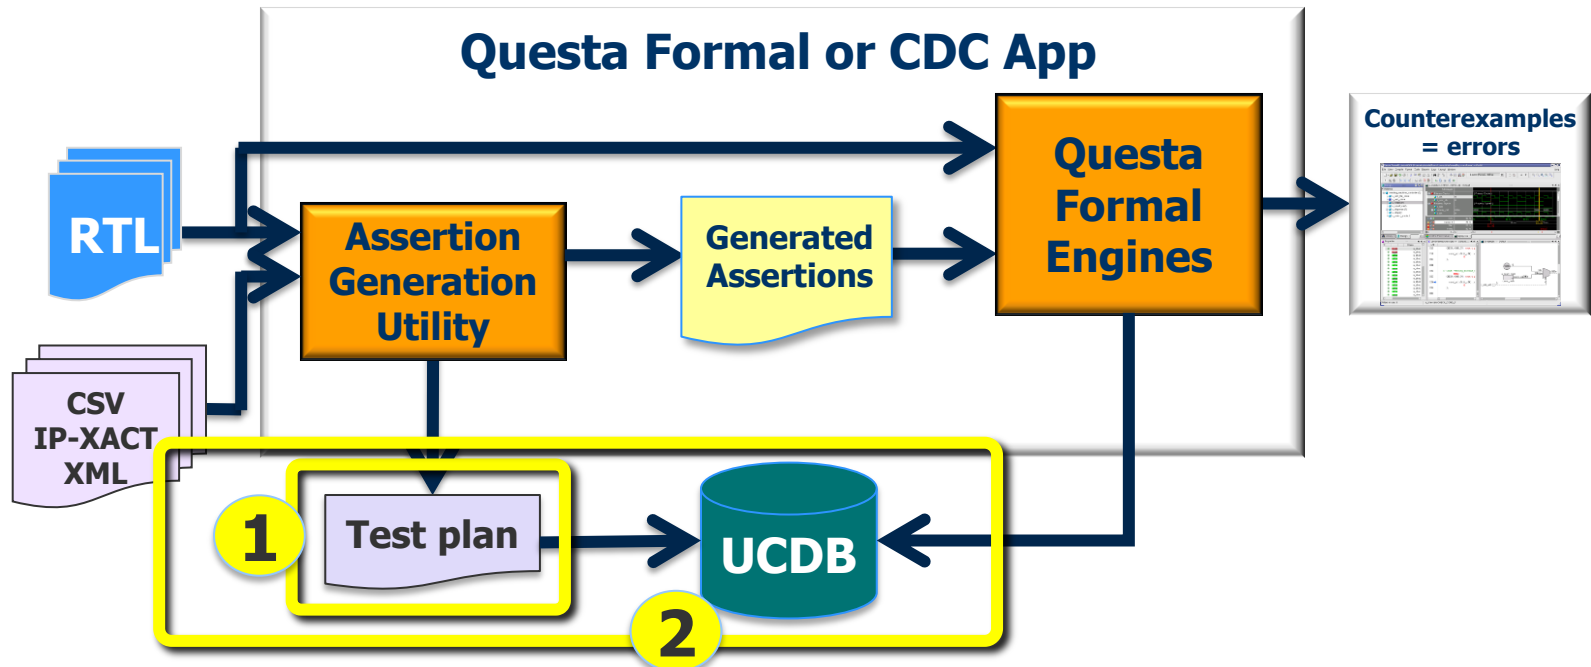 Questa Formal or CDC App
RTL
CSV
IP-XACT
XML
Assertion
Generation
Utility
Generated
Assertions
Questa
Formal
Engines
Counterexamples
= errors
1
Test plan
UCDB
2